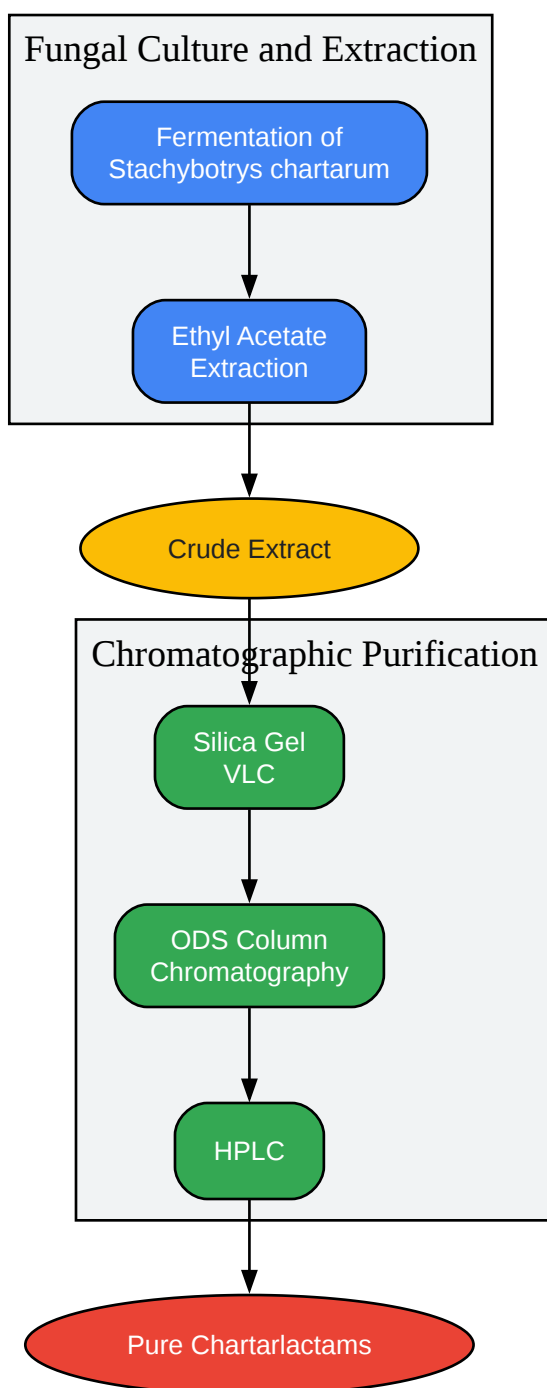 Fungal Culture and Extraction
Fermentation of
Stachybotrys chartarum
Ethyl Acetate
Extraction
Crude Extract
Chromatographic Purification
Silica Gel
VLC
ODS Column
Chromatography
HPLC
Pure Chartarlactams